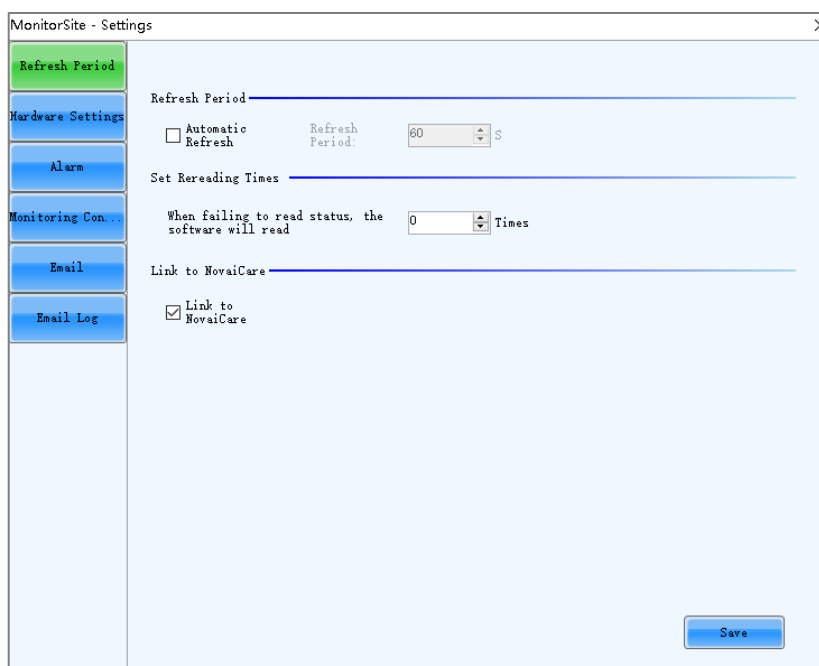 MonitorSite - Settings
Refresh Period
Hardware Settings
Alarm
Monitoring Con...
Email
Email Log
Refresh Period
Automatic
Refresh
Refresh
Period:
60
S
Set Rereading Times
When failing to read status, the
software will read
0
Times
Link to NovaiCare
Link to
NovaiCare
Save